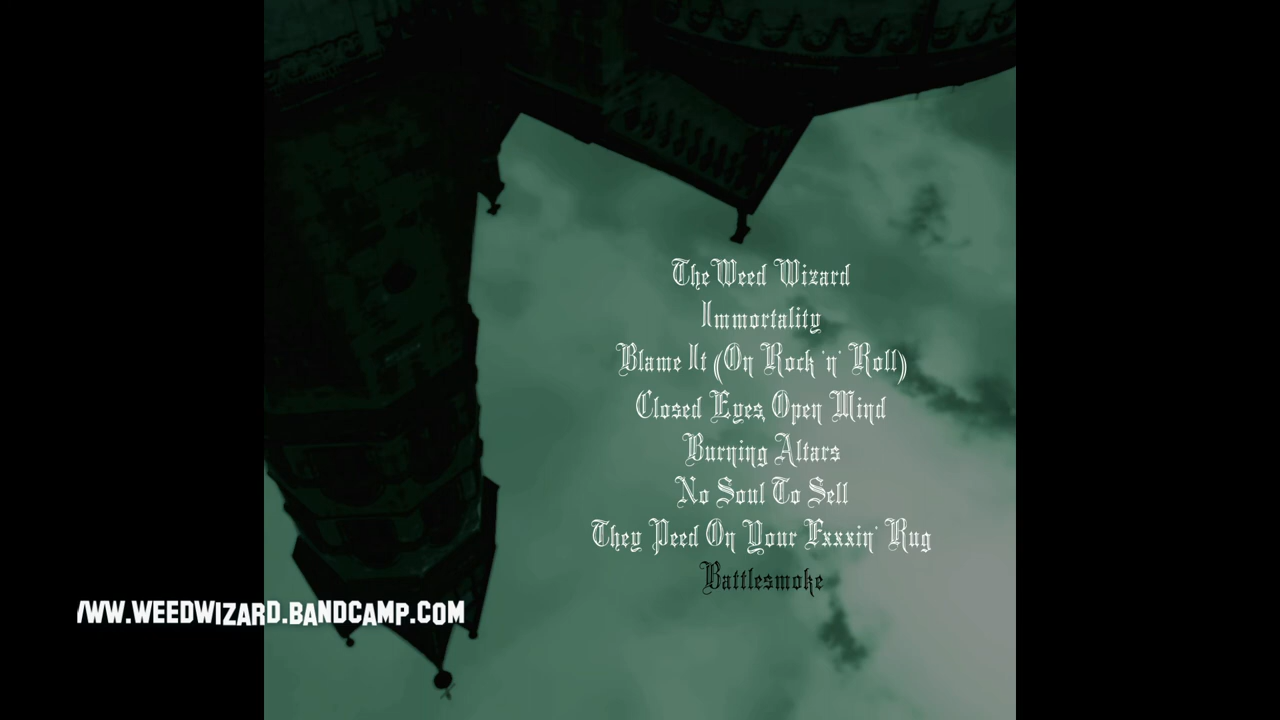 The Weed Wizard
Immortality
Blame It (On Rock 'n' Roll)
Closed Eyes, Open Mind
Burning Altars
No Soul To Sell
They Peed On Your Fxxxin' Rug
Battlesmoke
WW.WEEDWIZARD.BANDCAMP.COM